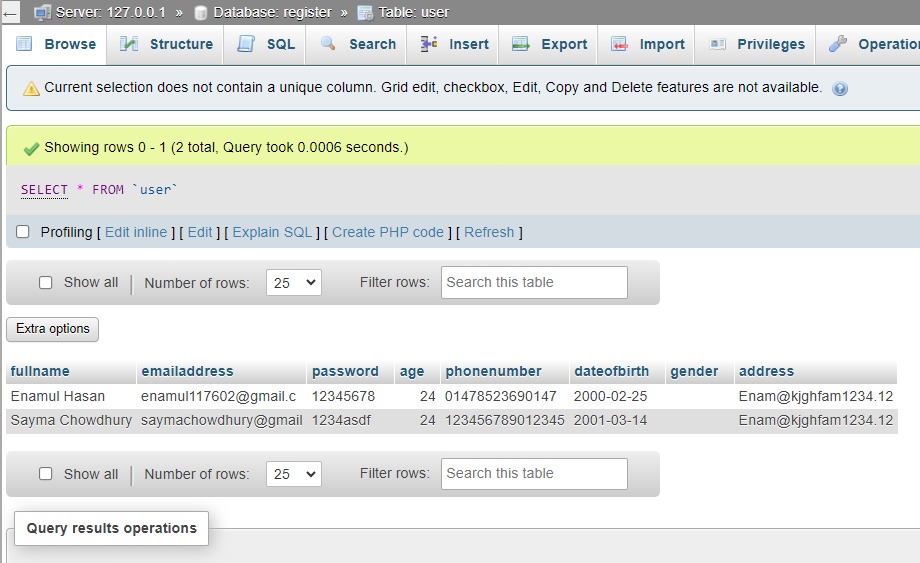 Server: 127.0.0.1 » Database: register » Table: user
Browse Structure SQL Search Insert Export Import Privileges Operatio
Current selection does not contain a unique column. Grid edit, checkbox, Edit, Copy and Delete features are not available.
Showing rows 0 - 1 (2 total, Query took 0.0006 seconds.)
SELECT * FROM `user`
Profiling [ Edit inline ] [ Edit ] [ Explain SQL ] [ Create PHP code ] [ Refresh ]
Show all | Number of rows: 25 Filter rows: Search this table
Extra options
fullname emailaddress password age phonenumber dateofbirth gender address
Enamul Hasan enamul117602@gmail.c 12345678 24 01478523690147 2000-02-25 Enam@kjghfam1234.12
Sayma Chowdhury saymachowdhury@gmail 1234asdf 24 123456789012345 2001-03-14 Enam@kjghfam1234.12
Show all | Number of rows: 25 Filter rows: Search this table
Query results operations